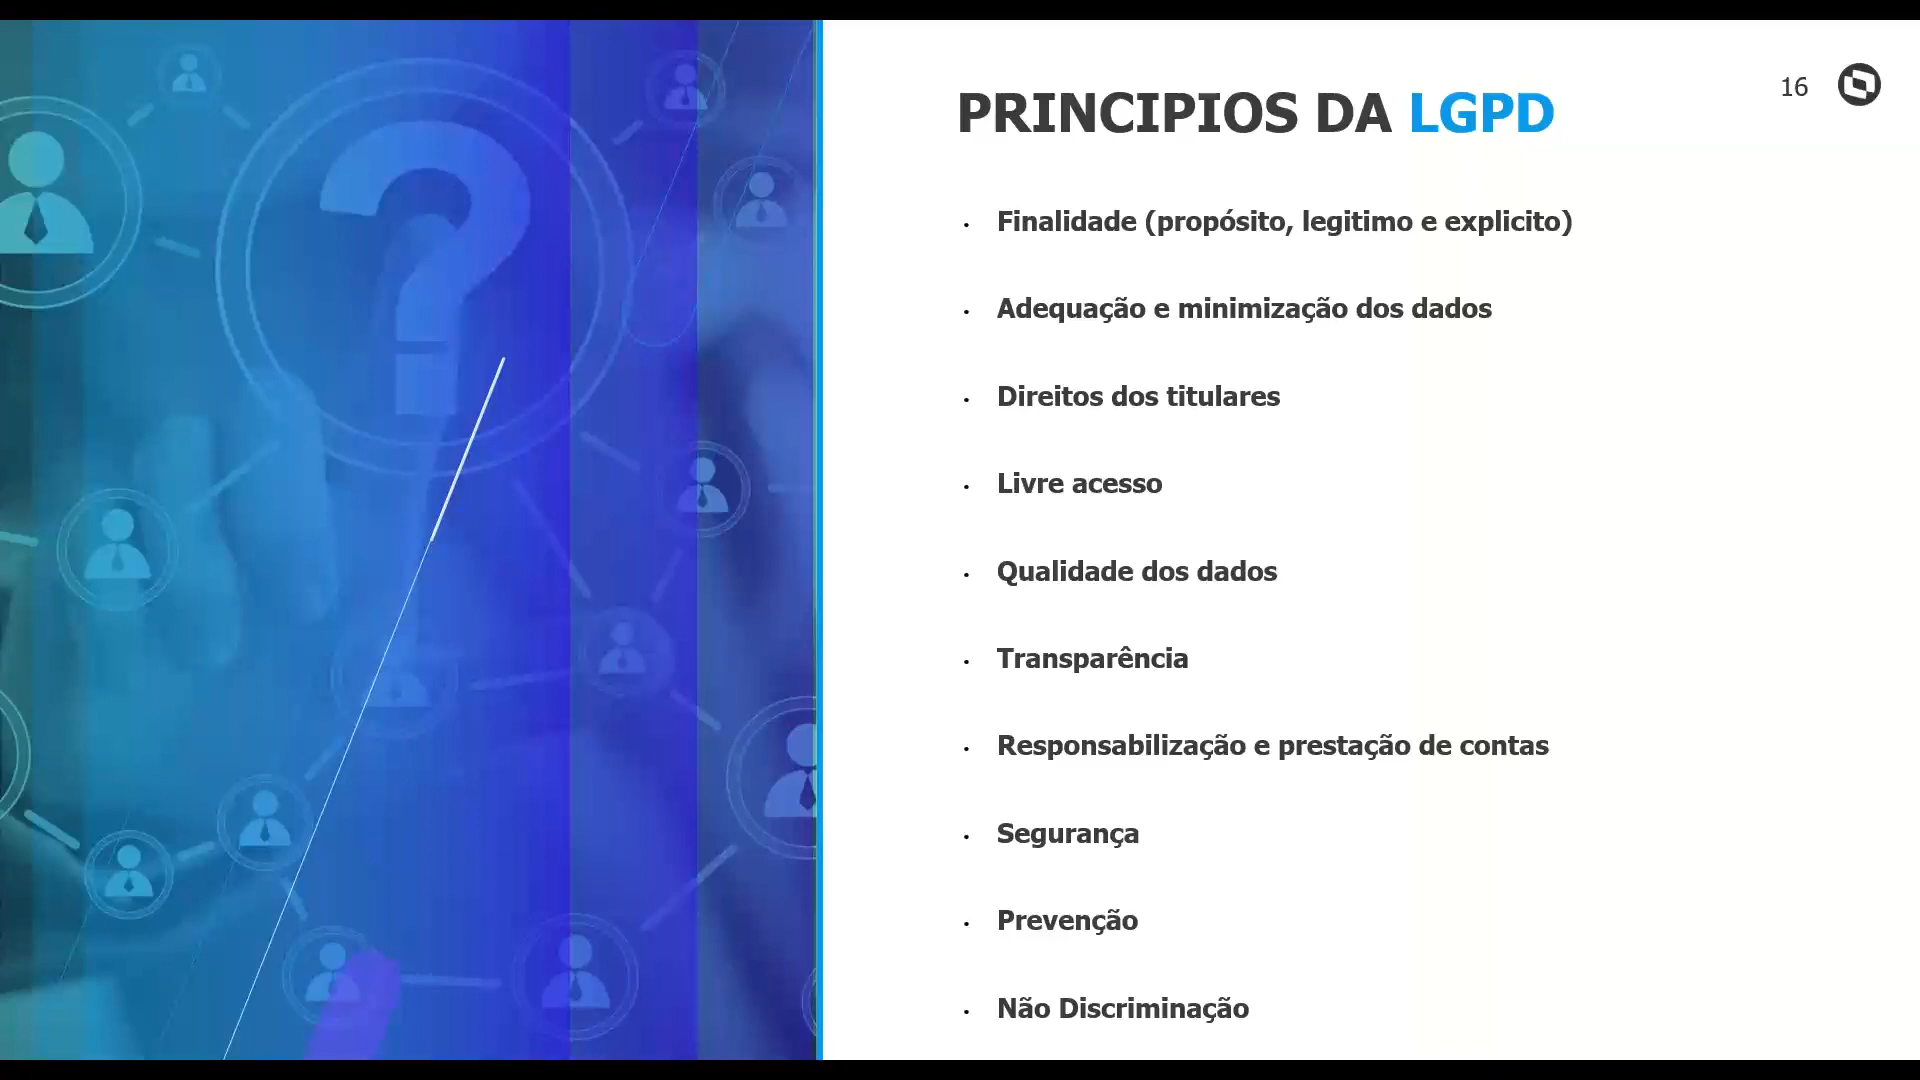 PRINCIPIOS DA LGPD
16
• Finalidade (propósito, legitimo e explicito)
• Adequação e minimização dos dados
• Direitos dos titulares
• Livre acesso
• Qualidade dos dados
• Transparência
• Responsabilização e prestação de contas
• Segurança
• Prevenção
• Não Discriminação